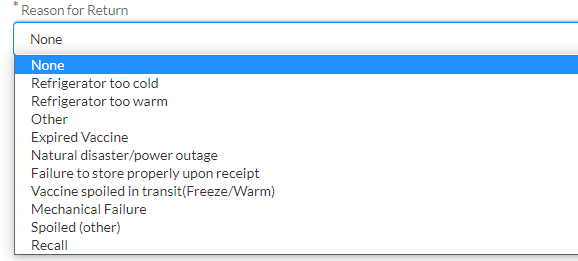 * Reason for Return
None
None
Refrigerator too cold
Refrigerator too warm
Other
Expired Vaccine
Natural disaster/power outage
Failure to store properly upon receipt
Vaccine spoiled in transit(Freeze/Warm)
Mechanical Failure
Spoiled (other)
Recall